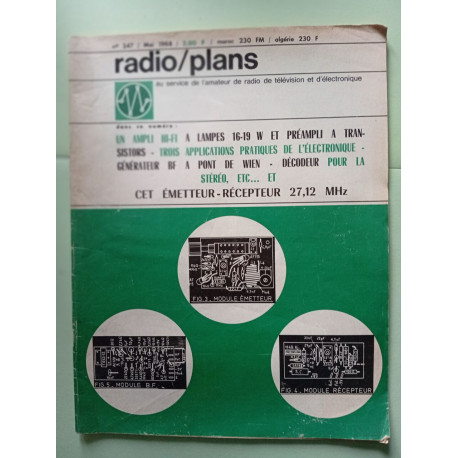 n° 247 | Mai 1968 | 2,00 F | maroc 230 FM | algérie 230 F
radio/plans
au service de l'amateur de radio de télévision et d'électronique
dans ce numéro :
UN AMPLI HI-FI A LAMPES 16-19 W ET PRÉAMPLI A TRAN-
SISTORS - TROIS APPLICATIONS PRATIQUES DE L'ÉLECTRONIQUE -
GÉNÉRATEUR BF A PONT DE WIEN - DÉCODEUR POUR LA
STÉRÉO, ETC... ET
CET ÉMETTEUR-RÉCEPTEUR 27,12 MHz
FIG. 3 _ MODULE ÉMETTEUR
FIG. 5 _ MODULE B.F.
FIG. 4 _ MODULE RÉCEPTEUR